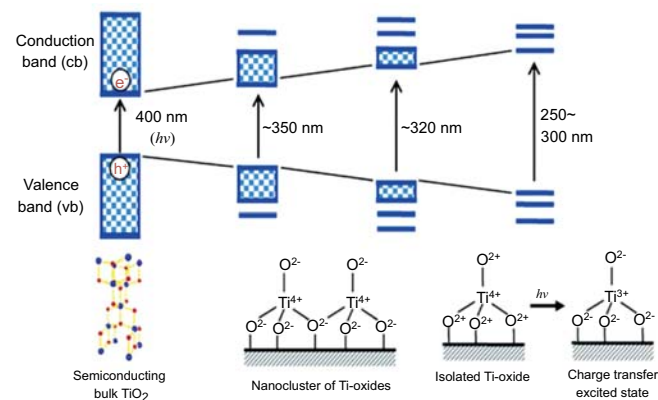 Conduction
band (cb)
e⁻
400 nm
(hν)
~350 nm
~320 nm
250~
300 nm
h⁺
Valence
band (vb)
O²⁻ O²⁻
Ti⁴⁺ Ti⁴⁺
O²⁻ O²⁻ O²⁻ O²⁻ O²⁻
O²⁺
Ti⁴⁺
O²⁺ O²⁺ O²⁺
hν
O²⁻
Ti³⁺
O²⁻ O²⁻ O²⁻
Semiconducting
bulk TiO₂
Nanocluster of Ti-oxides
Isolated Ti-oxide
Charge transfer
excited state